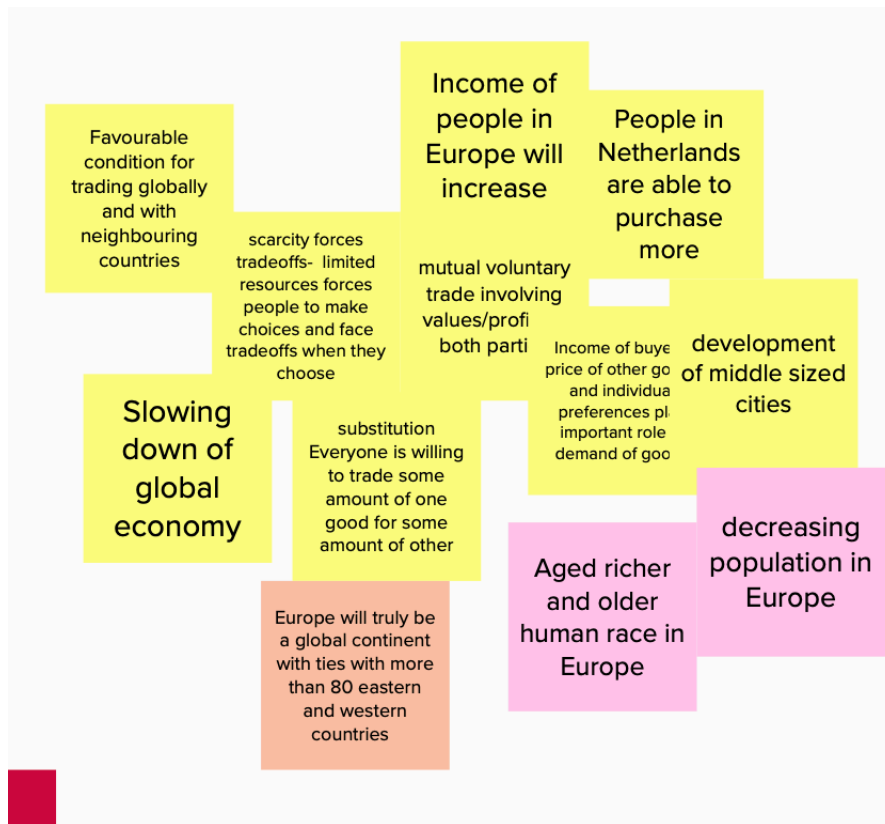 Income of
people in
Europe will
increase
People in
Netherlands
are able to
purchase
more
Favourable
condition for
trading globally
and with
neighbouring
countries
scarcity forces
tradeoffs- limited
resources forces
people to make
choices and face
tradeoffs when they
choose
mutual voluntary
trade involving
values/profi
both parti
Income of buye
price of other go
and individua
preferences pl
important role
demand of goo
development
of middle sized
cities
Slowing
down of
global
economy
substitution
Everyone is willing
to trade some
amount of one
good for some
amount of other
decreasing
population in
Europe
Aged richer
and older
human race in
Europe
Europe will truly be
a global continent
with ties with more
than 80 eastern
and western
countries